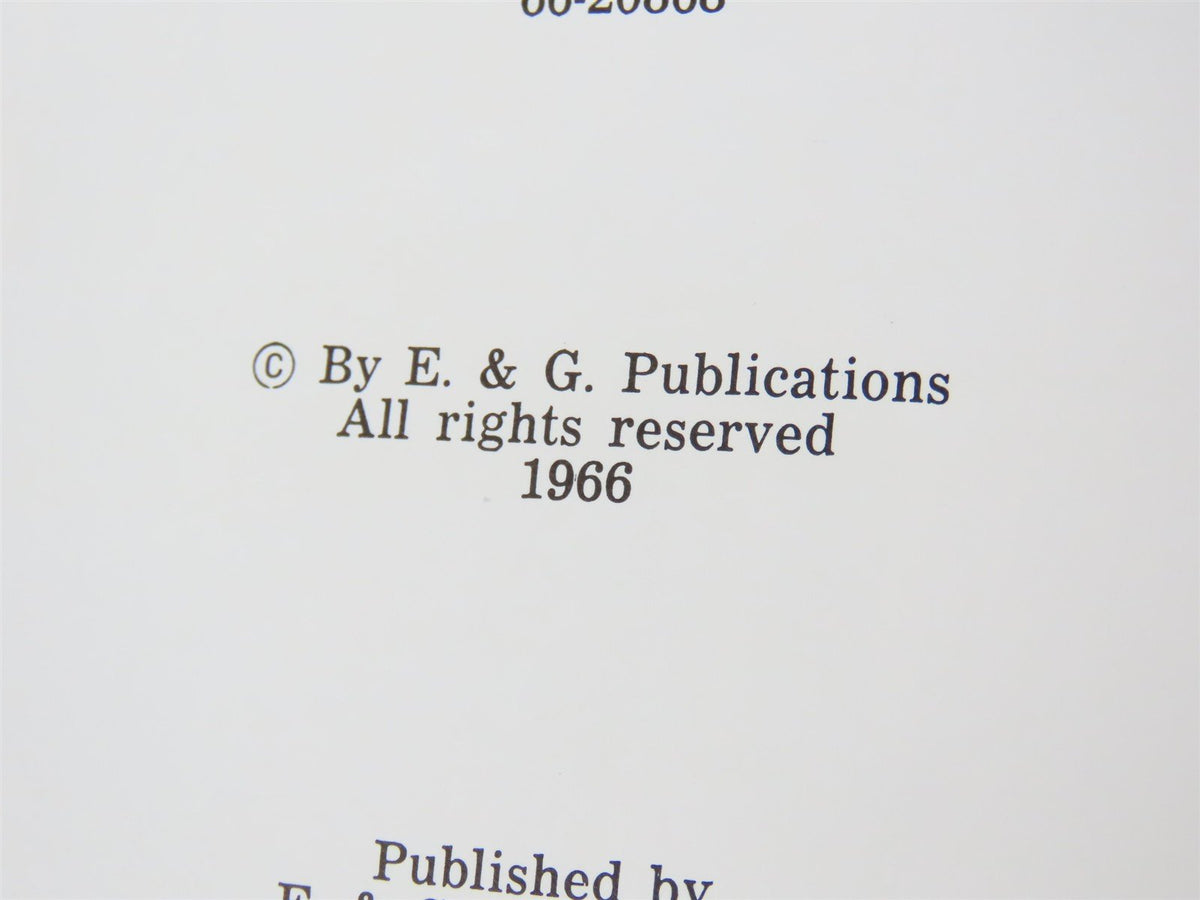 © By E. & G. Publications
All rights reserved
1966
Published by